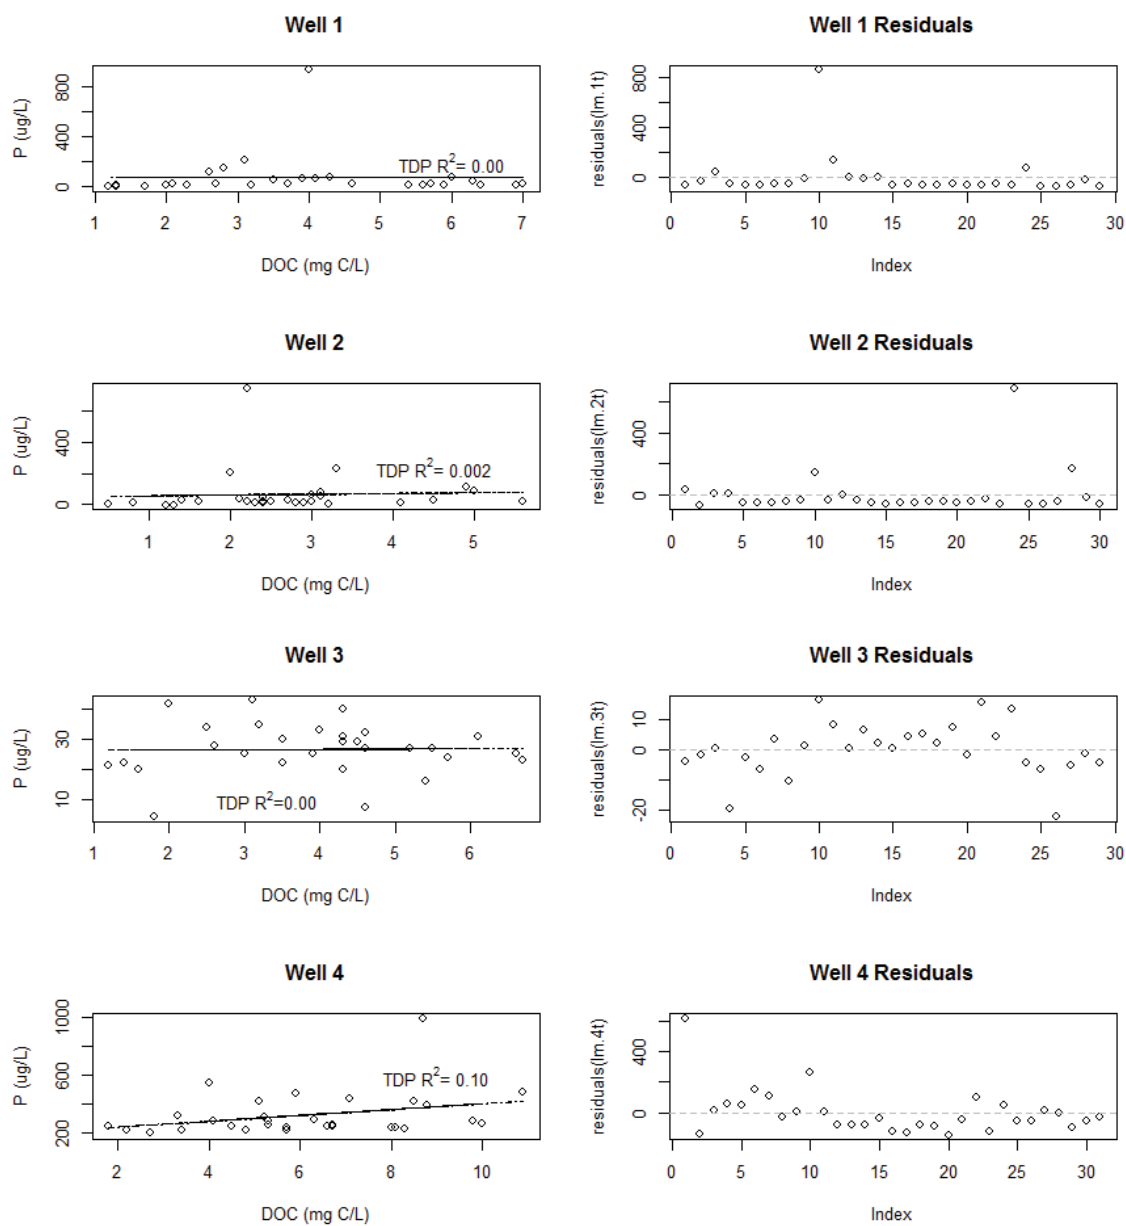 Well 1
Well 1 Residuals
P (ug/L)
0 400 800
TDP R²= 0.00
1 2 3 4 5 6 7
DOC (mg C/L)
residuals(lm.1t)
0 400 800
0 5 10 15 20 25 30
Index
Well 2
Well 2 Residuals
P (ug/L)
0 400
TDP R²= 0.002
1 2 3 4 5
DOC (mg C/L)
residuals(lm.2t)
0 400
0 5 10 15 20 25 30
Index
Well 3
Well 3 Residuals
P (ug/L)
10 30
TDP R²=0.00
1 2 3 4 5 6
DOC (mg C/L)
residuals(lm.3t)
-20 0 10
0 5 10 15 20 25 30
Index
Well 4
Well 4 Residuals
P (ug/L)
200 600 1000
TDP R²= 0.10
2 4 6 8 10
DOC (mg C/L)
residuals(lm.4t)
0 400
0 5 10 15 20 25 30
Index